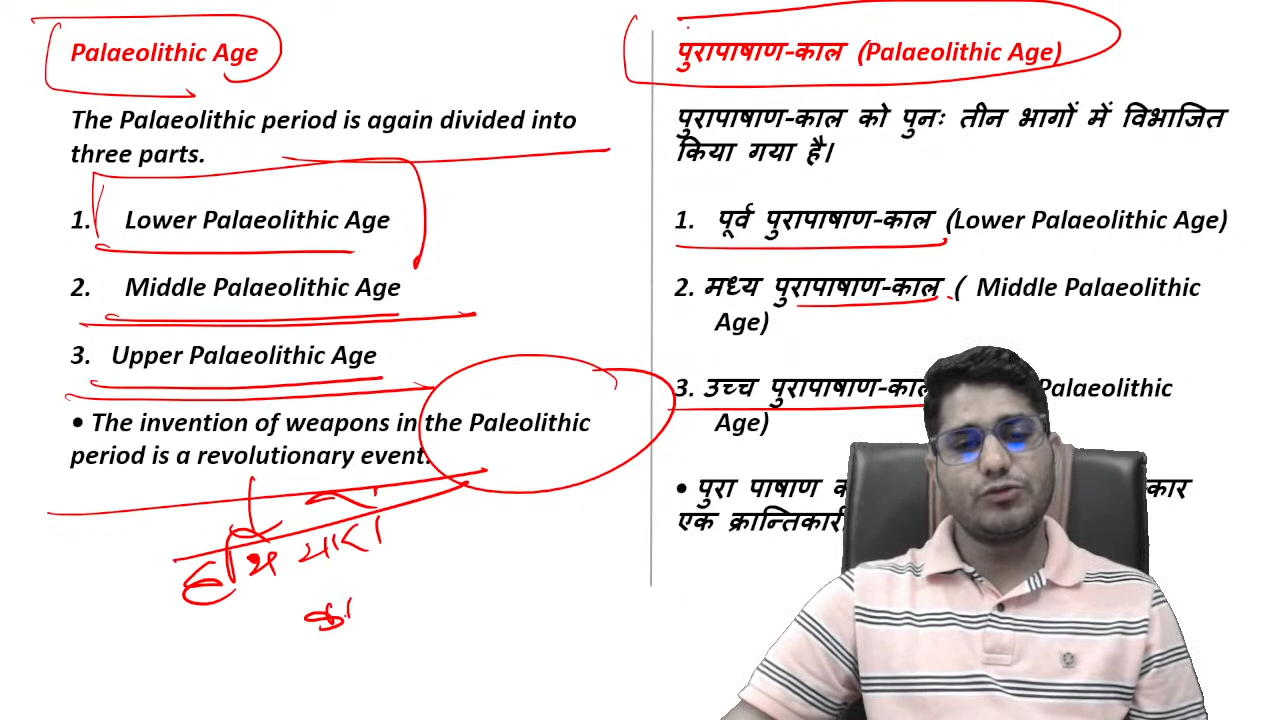 Palaeolithic Age
The Palaeolithic period is again divided into
three parts.
1. Lower Palaeolithic Age
2. Middle Palaeolithic Age
3. Upper Palaeolithic Age
• The invention of weapons in the Paleolithic
period is a revolutionary event.
पुरापाषाण-काल (Palaeolithic Age)
पुरापाषाण-काल को पुनः तीन भागों में विभाजित
किया गया है।
1. पूर्व पुरापाषाण-काल (Lower Palaeolithic Age)
2. मध्य पुरापाषाण-काल ( Middle Palaeolithic
Age)
3. उच्च पुरापाषाण-काल Palaeolithic
Age)
• पुरा पाषाण
एक क्रान्तिकारी